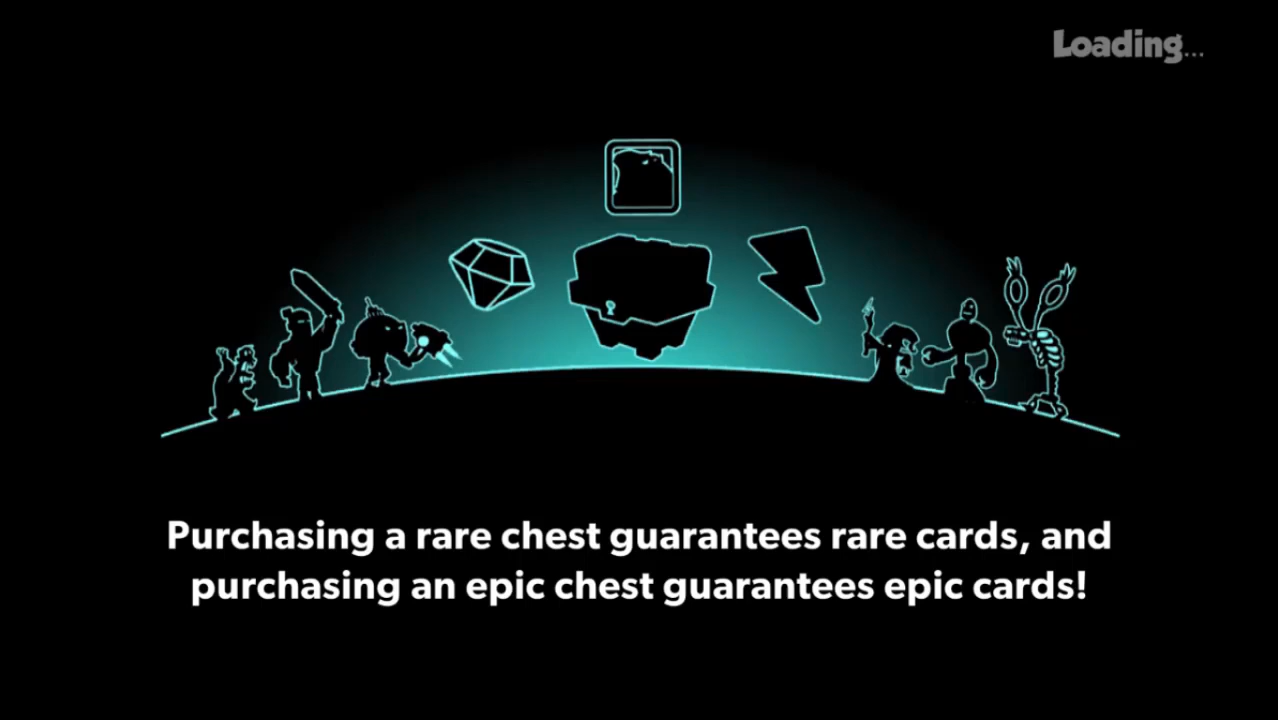 Loading...
Purchasing a rare chest guarantees rare cards, and
purchasing an epic chest guarantees epic cards!